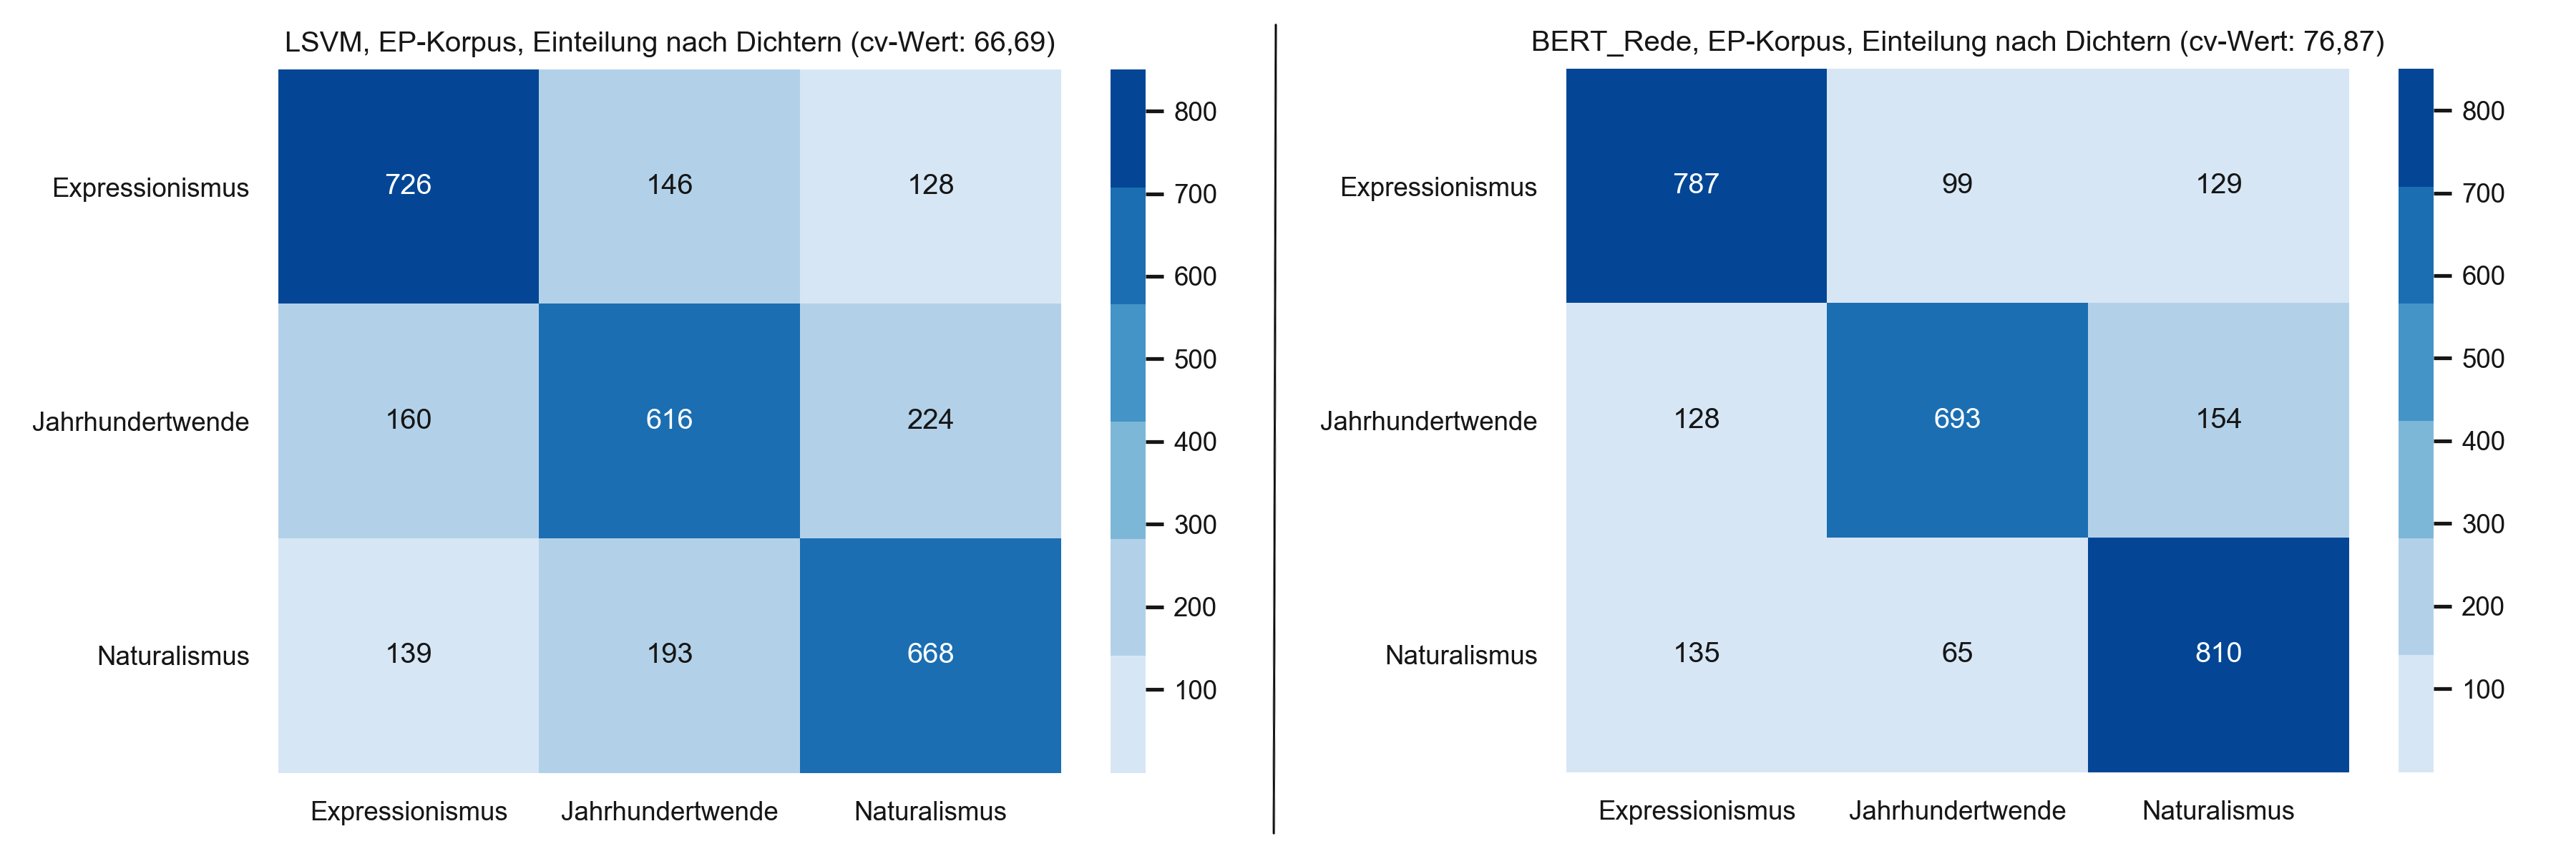 LSVM, EP-Korpus, Einteilung nach Dichtern (cv-Wert: 66,69)
Expressionismus 726 146 128
Jahrhundertwende 160 616 224
Naturalismus 139 193 668
Expressionismus Jahrhundertwende Naturalismus
800
700
600
500
400
300
200
100
BERT_Rede, EP-Korpus, Einteilung nach Dichtern (cv-Wert: 76,87)
Expressionismus 787 99 129
Jahrhundertwende 128 693 154
Naturalismus 135 65 810
Expressionismus Jahrhundertwende Naturalismus
800
700
600
500
400
300
200
100